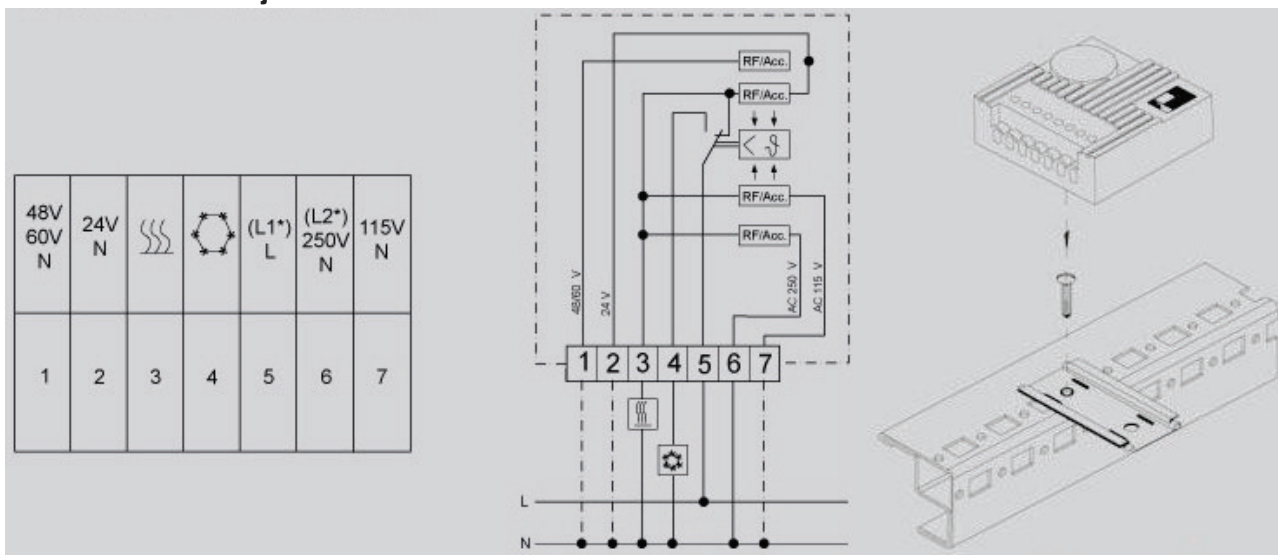 48V
60V
N
24V
N
(L1*)
L
(L2*)
250V
N
115V
N
1 2 3 4 5 6 7
RF/Acc.
RF/Acc.
< ϑ
RF/Acc.
RF/Acc.
48/60 V
24 V
AC 250 V
AC 115 V
1 2 3 4 5 6 7
L
N